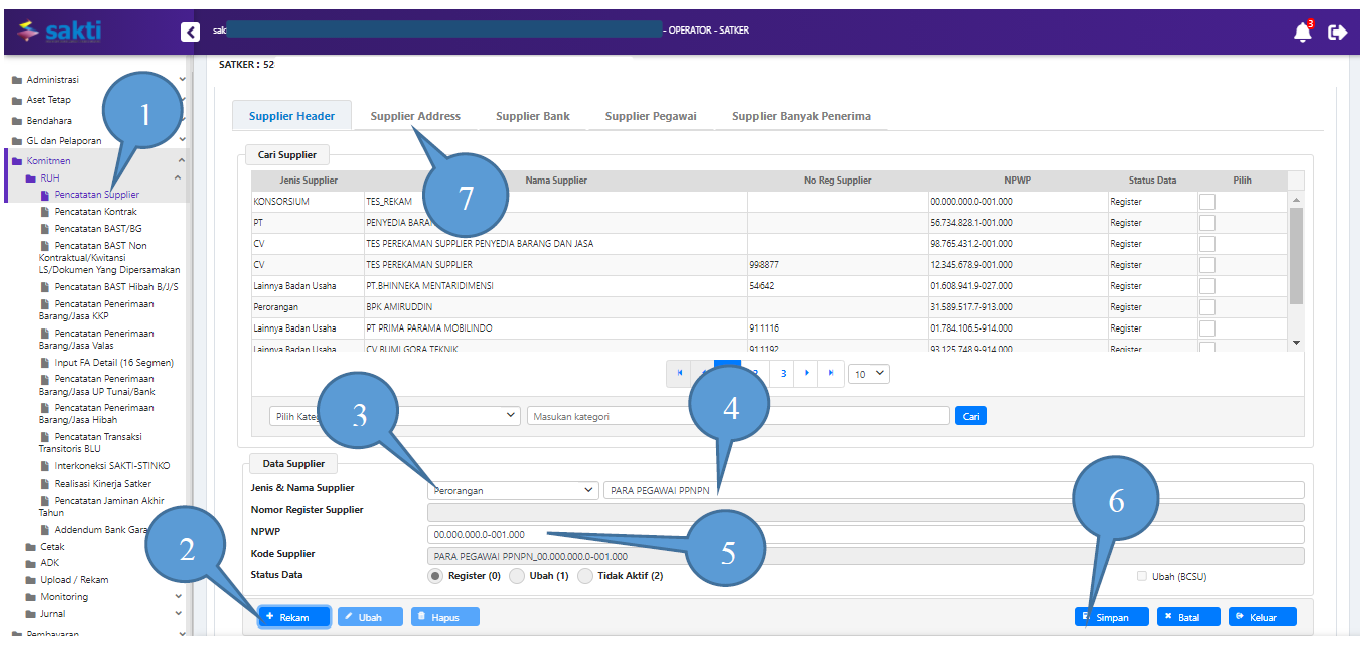 sakti
sak - OPERATOR - SATKER
3
SATKER : 52
Administrasi
Aset Tetap
Bendahara
GL dan Pelaporan
Komitmen
RUH
Pencatatan Supplier
Pencatatan Kontrak
Pencatatan BAST/BG
Pencatatan BAST Non
Kontraktual/Kwitansi
LS/Dokumen Yang Dipersamakan
Pencatatan BAST Hibah B/J/S
Pencatatan Penerimaan
Barang/Jasa KKP
Pencatatan Penerimaan
Barang/Jasa Valas
Input FA Detail (16 Segmen)
Pencatatan Penerimaan
Barang/Jasa UP Tunai/Bank
Pencatatan Penerimaan
Barang/Jasa Hibah
Pencatatan Transaksi
Transitoris BLU
Interkoneksi SAKTI-STINKO
Realisasi Kinerja Satker
Pencatatan Jaminan Akhir
Tahun
Addendum Bank Gara
Cetak
ADK
Upload / Rekam
Monitoring
Jurnal
Pembayaran
1
2
Supplier Header Supplier Address Supplier Bank Supplier Pegawai Supplier Banyak Penerima
7
Cari Supplier
Jenis Supplier Nama Supplier No Reg Supplier NPWP Status Data Pilih
KONSORSIUM TES_REKAM 00.000.000.0-001.000 Register
PT PENYEDIA BARAN 56.734.828.1-001.000 Register
CV TES PEREKAMAN SUPPLIER PENYEDIA BARANG DAN JASA 98.765.431.2-001.000 Register
CV TES PEREKAMAN SUPPLIER 998877 12.345.678.9-001.000 Register
Lainnya Badan Usaha PT.BHINNEKA MENTARIDIMENSI 54642 01.608.941.9-027.000 Register
Perorangan BPK AMIRUDDIN 31.589.517.7-913.000 Register
Lainnya Badan Usaha PT PRIMA PARAMA MOBILINDO 911116 01.784.106.5-914.000 Register
Lainnya Badan Usaha CV BUMI GORA TEKNIK 911192 93.125.748.9-914.000 Register
2 3 10
3
4
Pilih Kateg Masukan kategori Cari
Data Supplier
Jenis & Nama Supplier Perorangan PARA PEGAWAI PPNPN
Nomor Register Supplier
NPWP 00.000.000.0-001.000
5
6
Kode Supplier PARA PEGAWAI PPNPN_00.000.000.0-001.000
Status Data Register (0) Ubah (1) Tidak Aktif (2) Ubah (BCSU)
Rekam Ubah Hapus Simpan Batal Keluar